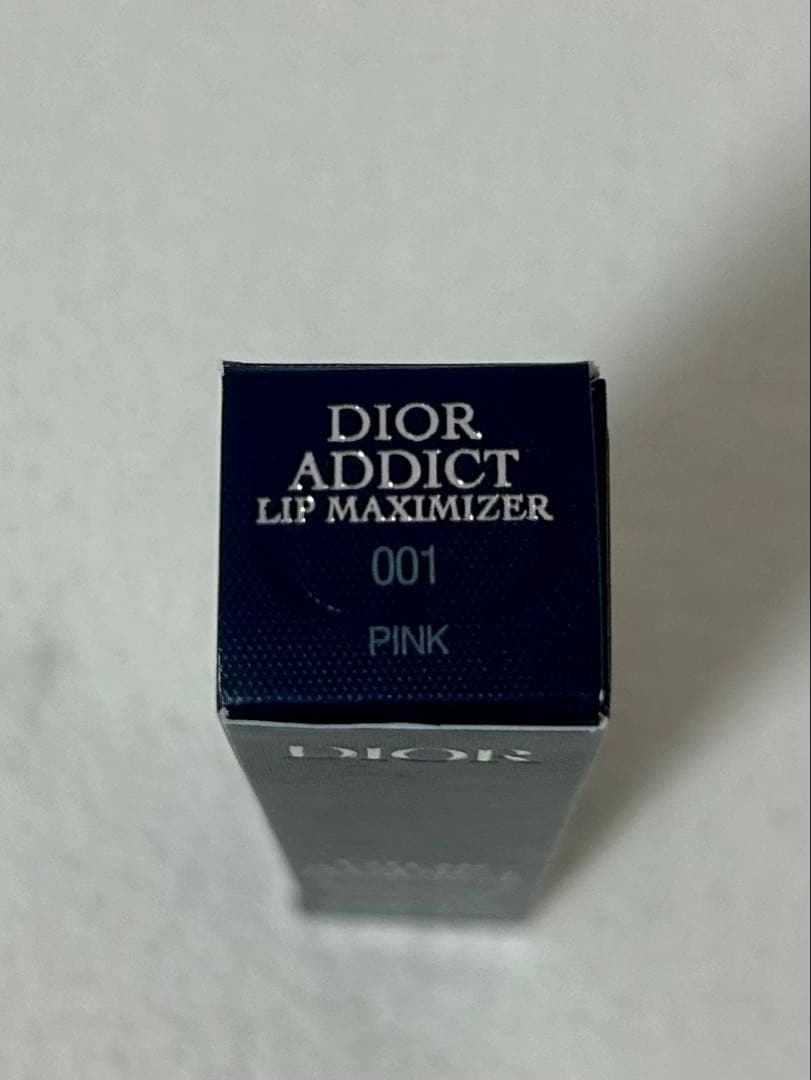 DIOR
ADDICT
LIP MAXIMIZER
001
PINK
DIOR